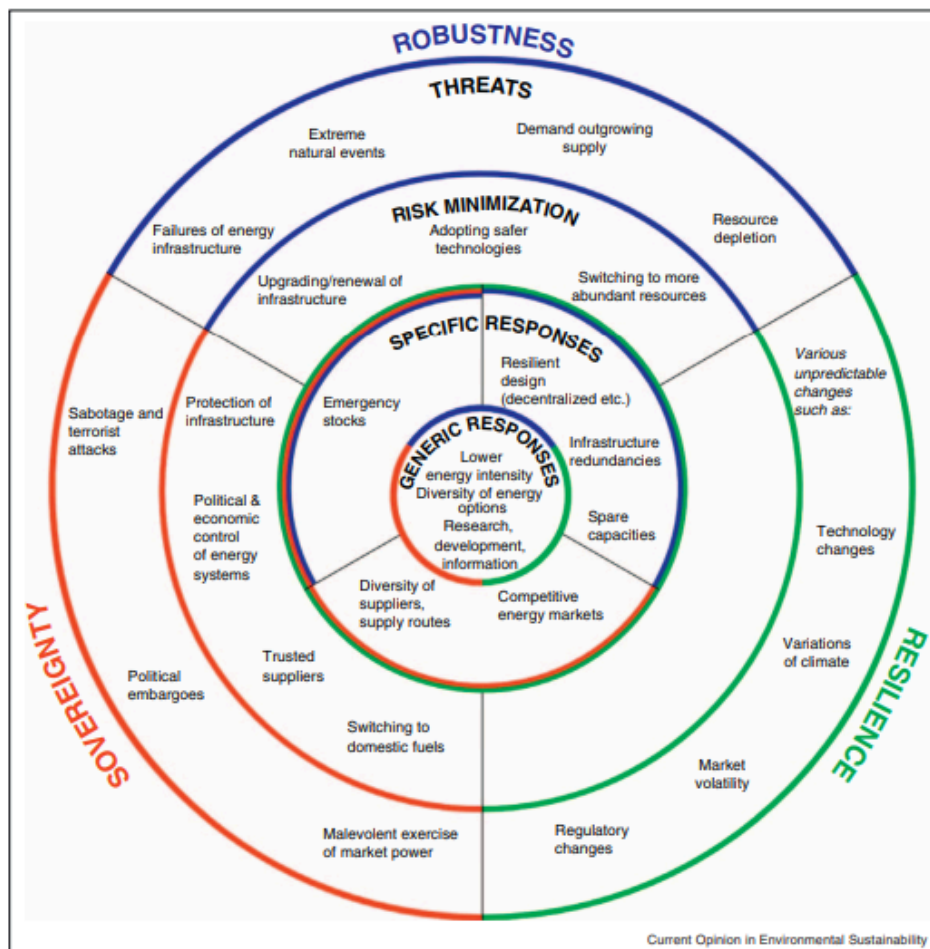 ROBUSTNESS
THREATS
Extreme
natural events
Demand outgrowing
supply
Failures of energy
infrastructure
Resource
depletion
RISK MINIMIZATION
Adopting safer
technologies
Upgrading/renewal of
infrastructure
Switching to more
abundant resources
SPECIFIC RESPONSES
Emergency
stocks
Resilient
design
(decentralized etc.)
Infrastructure
redundancies
Spare
capacities
GENERIC RESPONSES
Lower
energy intensity
Diversity of energy
options
Research,
development,
information
Diversity of
suppliers,
supply routes
Competitive
energy markets
SOVEREIGNTY
Sabotage and
terrorist
attacks
Political
embargoes
Malevolent exercise
of market power
Protection of
infrastructure
Political &
economic
control
of energy
systems
Trusted
suppliers
Switching to
domestic fuels
RESILIENCE
Various
unpredictable
changes
such as:
Technology
changes
Variations
of climate
Market
volatility
Regulatory
changes
Current Opinion in Environmental Sustainability